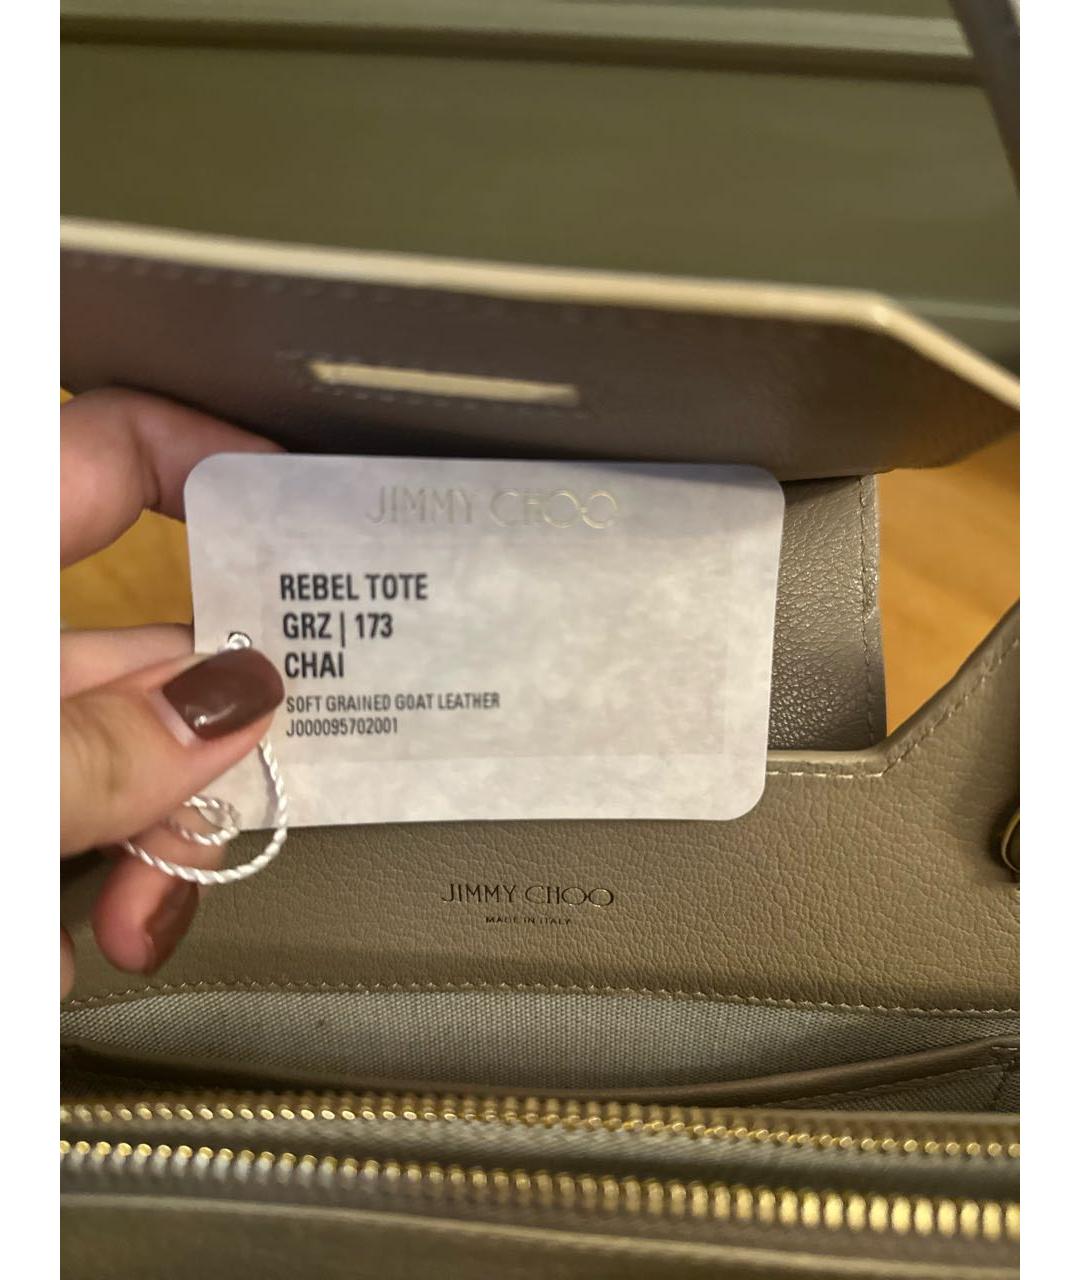 JIMMY CHOO
REBEL TOTE
GRZ | 173
CHAI
SOFT GRAINED GOAT LEATHER
J000095702001
JIMMY CHOO
MADE IN ITALY